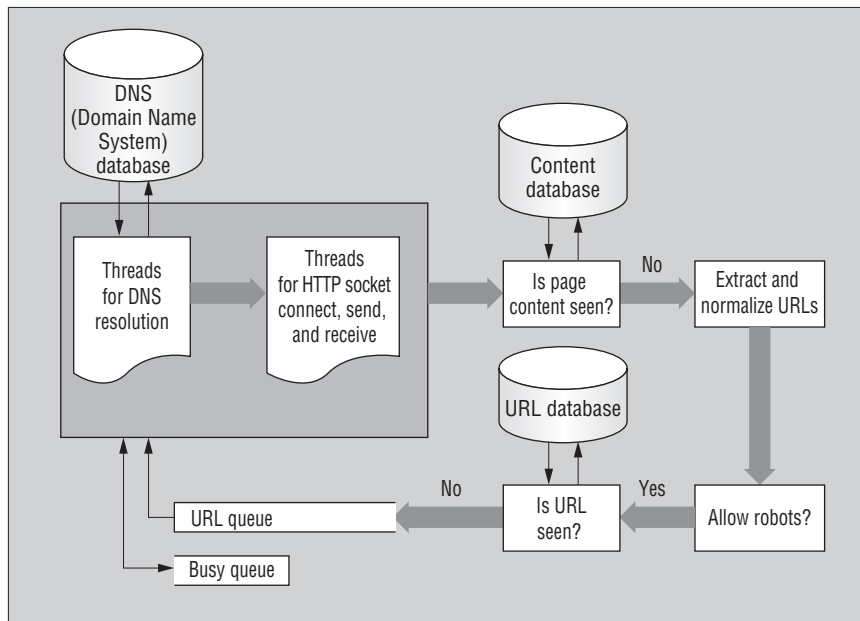 DNS
(Domain Name
System)
database
Content
database
Threads
for DNS
resolution
Threads
for HTTP socket
connect, send,
and receive
Is page
content seen?
No
Extract and
normalize URLs
URL database
URL queue
No
Is URL
seen?
Yes
Allow robots?
Busy queue